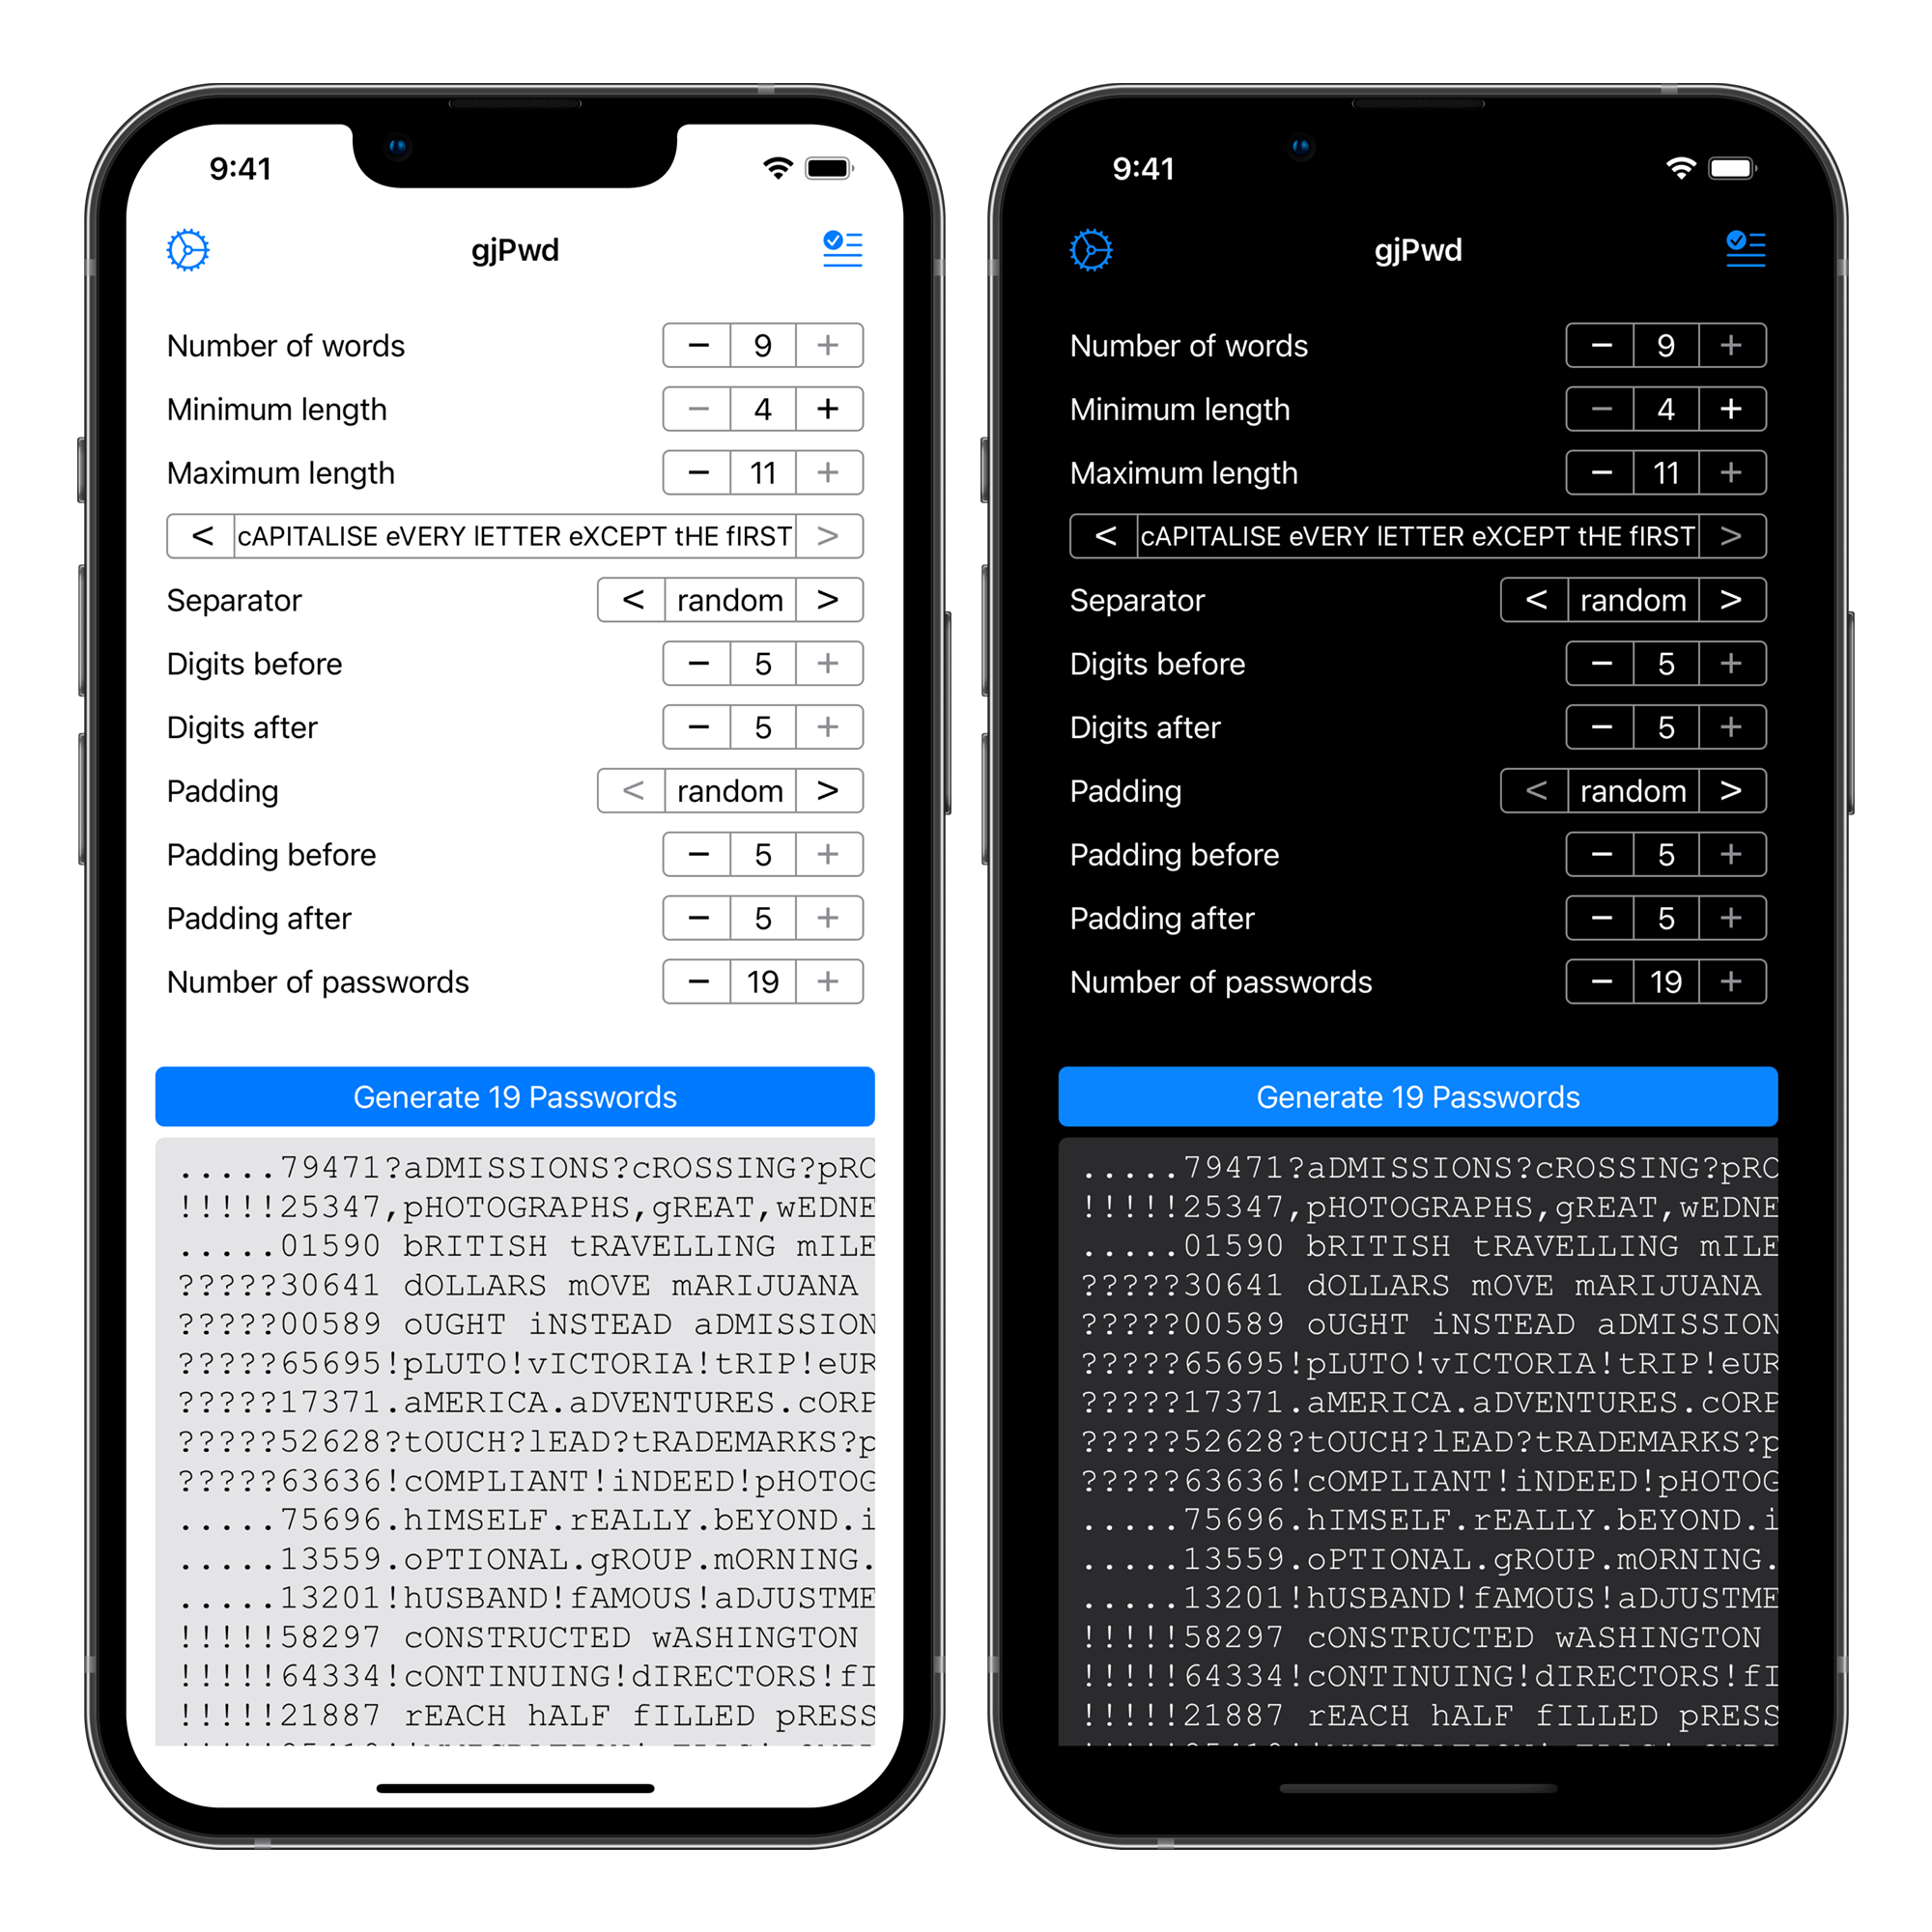 9:41
gjPwd
Number of words − 9 +
Minimum length − 4 +
Maximum length − 11 +
< cAPITALISE eVERY lETTER eXCEPT tHE fIRST >
Separator < random >
Digits before − 5 +
Digits after − 5 +
Padding < random >
Padding before − 5 +
Padding after − 5 +
Number of passwords − 19 +
Generate 19 Passwords
.....79471?aDMISSIONS?cROSSING?pRO
!!!!!25347,pHOTOGRAPHS,gREAT,wEDNE
.....01590 bRITISH tRAVELLING mILE
?????30641 dOLLARS mOVE mARIJUANA
?????00589 oUGHT iNSTEAD aDMISSION
?????65695!pLUTO!vICTORIA!tRIP!eUR
?????17371.aMERICA.aDVENTURES.cORP
?????52628?tOUCH?lEAD?tRADEMARKS?p
?????63636!cOMPLIANT!iNDEED!pHOTOG
.....75696.hIMSELF.rEALLY.bEYOND.i
.....13559.oPTIONAL.gROUP.mORNING.
.....13201!hUSBAND!fAMOUS!aDJUSTME
!!!!!58297 cONSTRUCTED wASHINGTON
!!!!!64334!cONTINUING!dIRECTORS!fI
!!!!!21887 rEACH hALF fILLED pRESS
9:41
gjPwd
Number of words − 9 +
Minimum length − 4 +
Maximum length − 11 +
< cAPITALISE eVERY lETTER eXCEPT tHE fIRST >
Separator < random >
Digits before − 5 +
Digits after − 5 +
Padding < random >
Padding before − 5 +
Padding after − 5 +
Number of passwords − 19 +
Generate 19 Passwords
.....79471?aDMISSIONS?cROSSING?pRO
!!!!!25347,pHOTOGRAPHS,gREAT,wEDNE
.....01590 bRITISH tRAVELLING mILE
?????30641 dOLLARS mOVE mARIJUANA
?????00589 oUGHT iNSTEAD aDMISSION
?????65695!pLUTO!vICTORIA!tRIP!eUR
?????17371.aMERICA.aDVENTURES.cORP
?????52628?tOUCH?lEAD?tRADEMARKS?p
?????63636!cOMPLIANT!iNDEED!pHOTOG
.....75696.hIMSELF.rEALLY.bEYOND.i
.....13559.oPTIONAL.gROUP.mORNING.
.....13201!hUSBAND!fAMOUS!aDJUSTME
!!!!!58297 cONSTRUCTED wASHINGTON
!!!!!64334!cONTINUING!dIRECTORS!fI
!!!!!21887 rEACH hALF fILLED pRESS